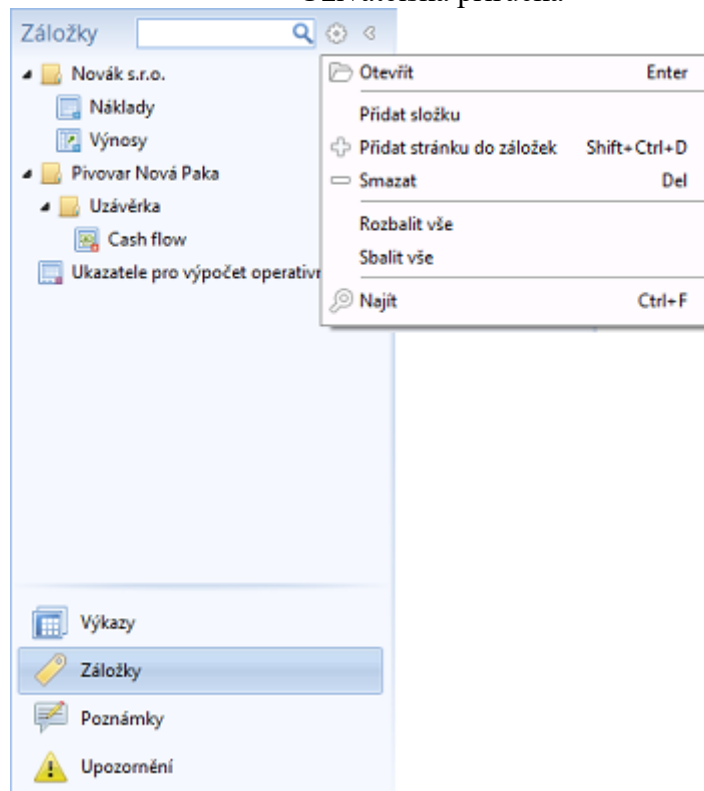 Záložky
Novák s.r.o.
Náklady
Výnosy
Pivovar Nová Paka
Uzávěrka
Cash flow
Ukazatele pro výpočet
Otevřít Enter
Přidat složku
Přidat stránku do záložek Shift+Ctrl+D
Smazat Del
Rozbalit vše
Sbalit vše
Najít Ctrl+F
Výkazy
Záložky
Poznámky
Upozornění